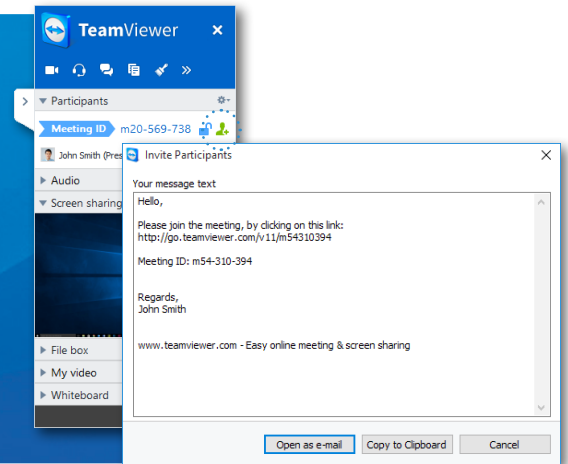 TeamViewer
Participants
Meeting ID m20-569-738
John Smith (Pres
Audio
Screen sharing
File box
My video
Whiteboard
Invite Participants
Your message text
Hello,
Please join the meeting, by clicking on this link:
http://go.teamviewer.com/v11/m54310394
Meeting ID: m54-310-394
Regards,
John Smith
www.teamviewer.com - Easy online meeting & screen sharing
Open as e-mail Copy to Clipboard Cancel